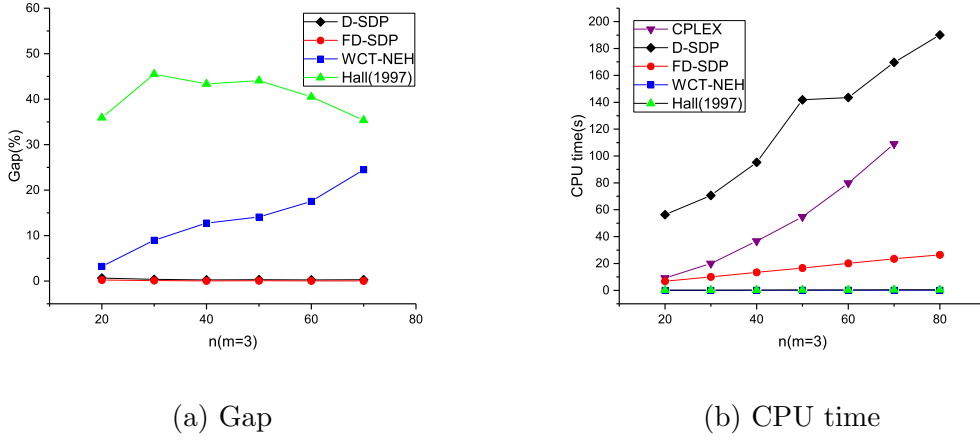 60
50
40
30
20
10
0
Gap(%)
20
40
60
80
n(m=3)
D-SDP
FD-SDP
WCT-NEH
Hall(1997)
(a) Gap
200
180
160
140
120
100
80
60
40
20
0
CPU time(s)
20
30
40
50
60
70
80
n(m=3)
CPLEX
D-SDP
FD-SDP
WCT-NEH
Hall(1997)
(b) CPU time